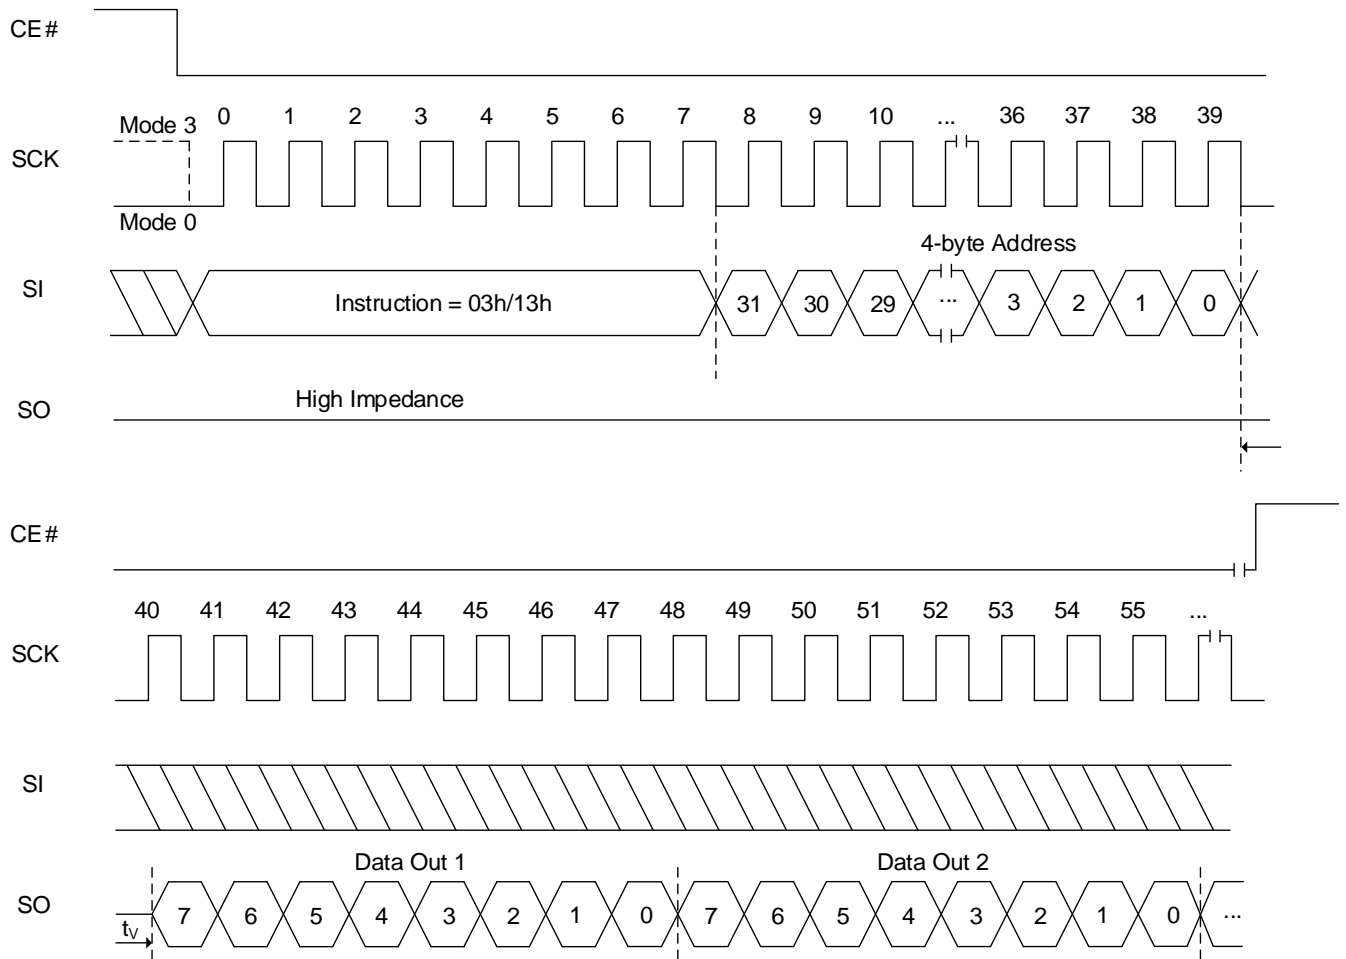 CE#
Mode 3 0 1 2 3 4 5 6 7 8 9 10 ... 36 37 38 39
SCK
Mode 0
4-byte Address
SI Instruction = 03h/13h 31 30 29 ... 3 2 1 0
SO High Impedance
CE#
40 41 42 43 44 45 46 47 48 49 50 51 52 53 54 55 ...
SCK
SI
Data Out 1 Data Out 2
SO 7 6 5 4 3 2 1 0 7 6 5 4 3 2 1 0 ...
tV